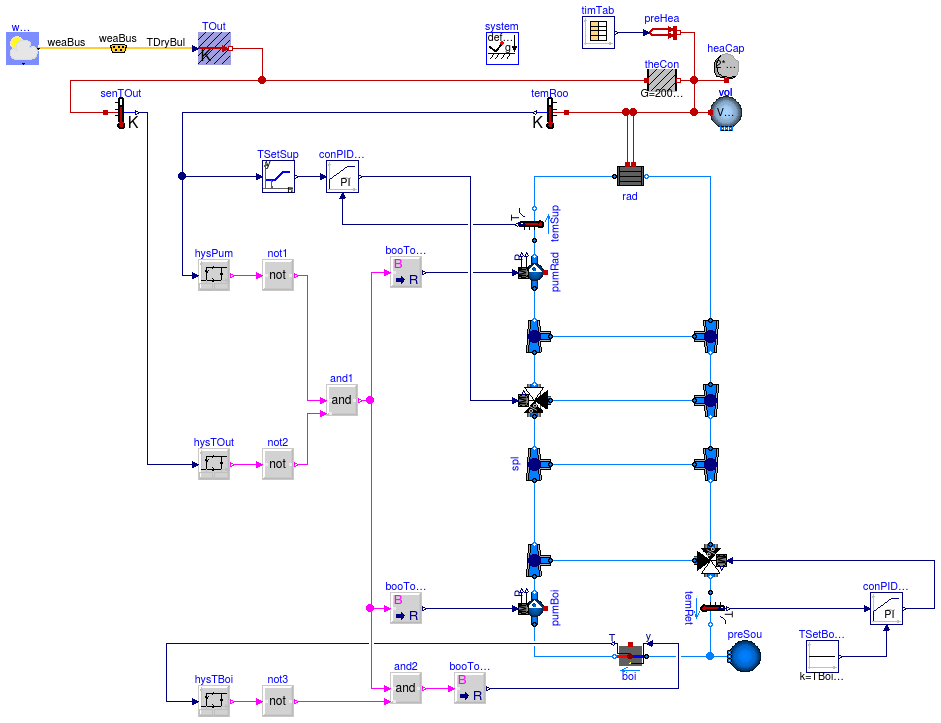 w...
weaBus
weaBus
TDryBul
TOut
K
system
def...
g
timTab
preHea
heaCap
2*...
theCon
G=200...
vol
V...
senTOut
K
temRoo
K
TSetSup
y
conPID...
PI
rad
T
temSup
hysPum
not1
not
booTo...
B
R
pumRad
and1
and
hysTOut
not2
not
spl
M
booTo...
B
R
pumBoi
temRet
T
conPID...
PI
TSetBo...
k=TBoi...
preSou
T
y
boi
hysTBoi
not3
not
and2
and
booTo...
B
R